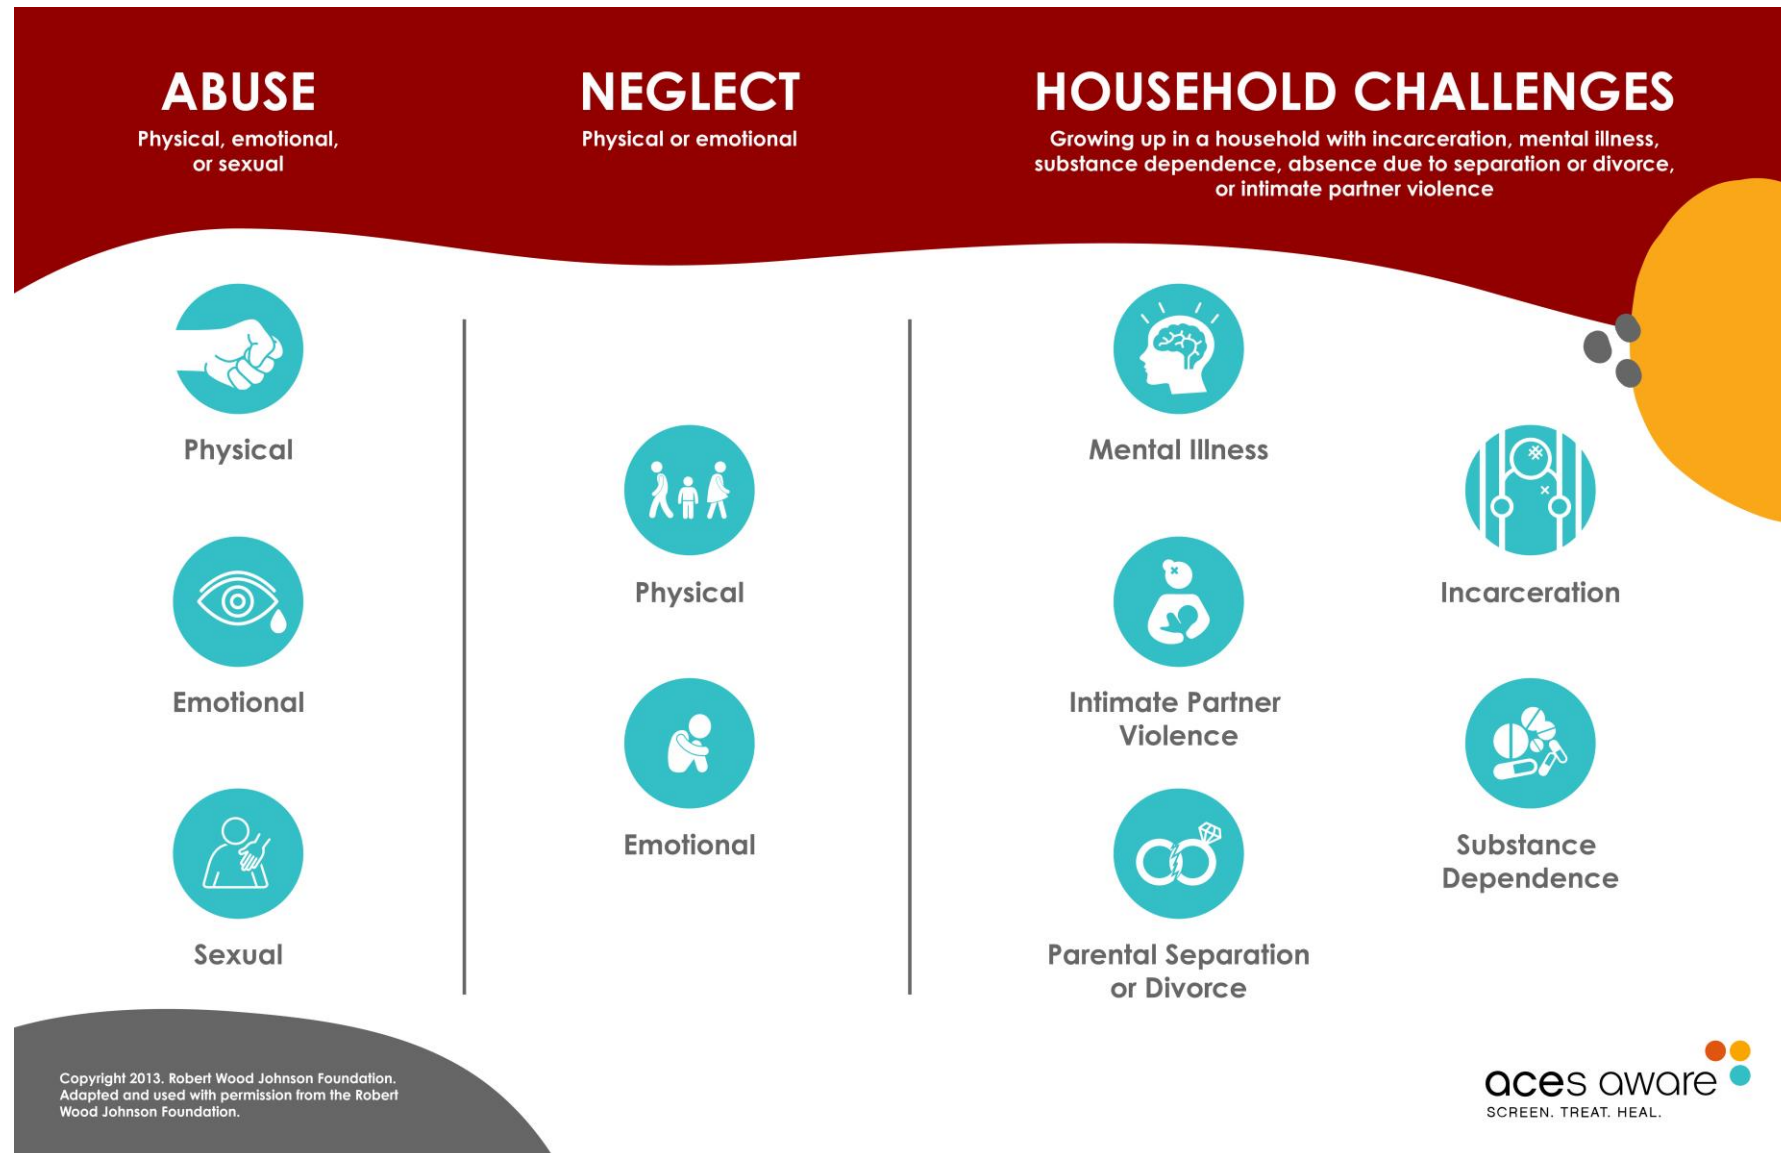 ABUSE
Physical, emotional,
or sexual
NEGLECT
Physical or emotional
HOUSEHOLD CHALLENGES
Growing up in a household with incarceration, mental illness,
substance dependence, absence due to separation or divorce,
or intimate partner violence
Physical
Emotional
Sexual
Physical
Emotional
Mental Illness
Intimate Partner
Violence
Parental Separation
or Divorce
Incarceration
Substance
Dependence
Copyright 2013. Robert Wood Johnson Foundation.
Adapted and used with permission from the Robert
Wood Johnson Foundation.
aces aware
SCREEN. TREAT. HEAL.